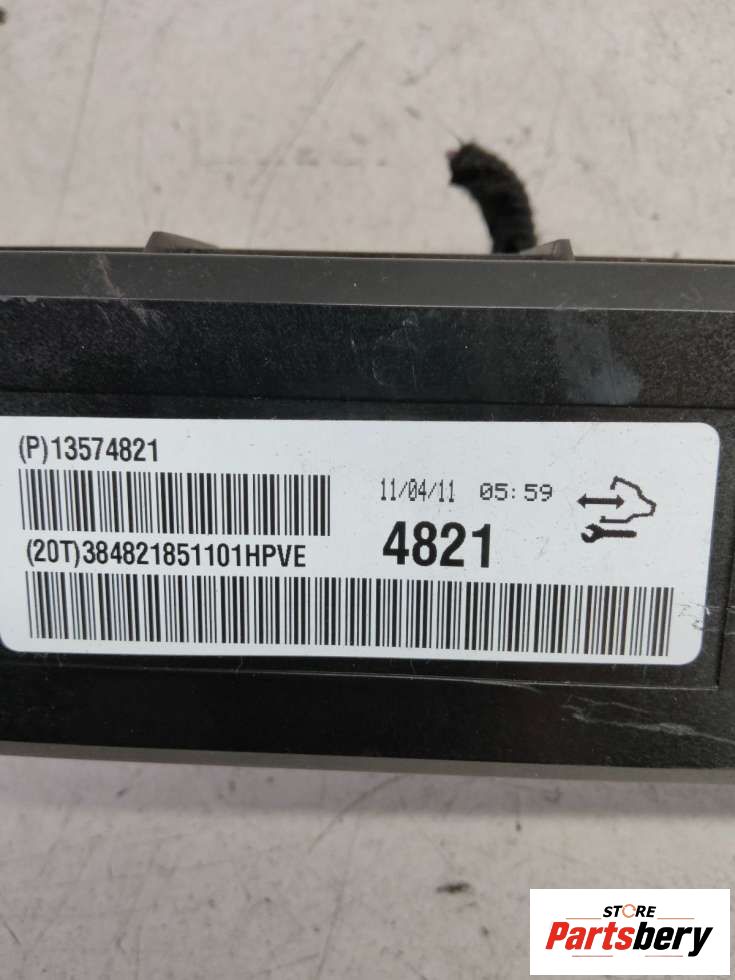 (P)13574821
11/04/11 05:59
(20T)384821851101HPVE
4821
STORE
Partsbery